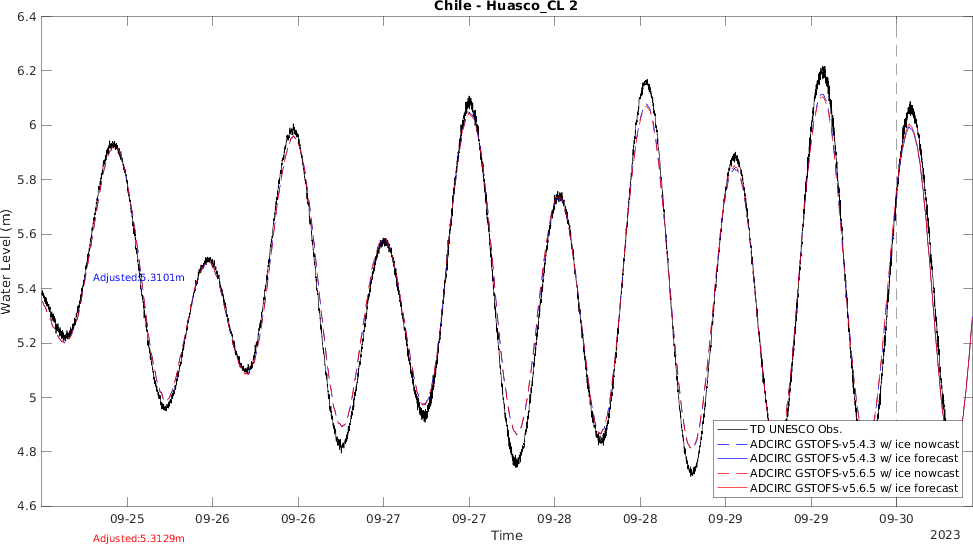 Chile - Huasco_CL 2
6.4
6.2
6
5.8
5.6
5.4
5.2
5
4.8
4.6
Water Level (m)
Adjusted:5.3101m
TD UNESCO Obs.
ADCIRC GSTOFS-v5.4.3 w/ ice nowcast
ADCIRC GSTOFS-v5.4.3 w/ ice forecast
ADCIRC GSTOFS-v5.6.5 w/ ice nowcast
ADCIRC GSTOFS-v5.6.5 w/ ice forecast
09-25 09-26 09-26 09-27 09-27 09-28 09-28 09-29 09-29 09-30
Time
2023
Adjusted:5.3129m